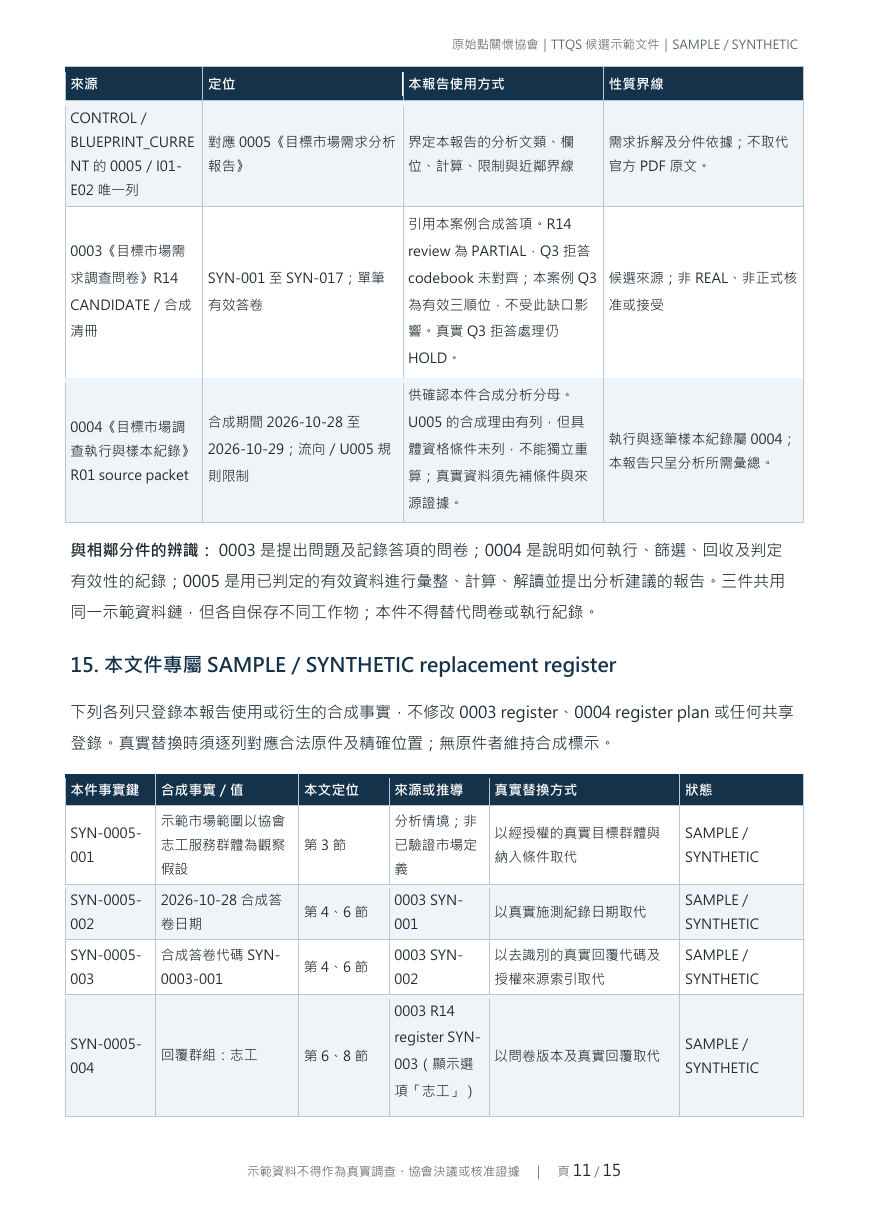 原始點關懷協會 | TTQS 候選示範文件 | SAMPLE / SYNTHETIC
來源 定位 本報告使用方式 性質界線
CONTROL /
BLUEPRINT_CURRE
NT 的 0005 / I01-
E02 唯一列
對應 0005《目標市場需求分析
報告》
界定本報告的分析文類、欄
位、計算、限制與近鄰界線
需求拆解及分件依據；不取代
官方 PDF 原文。
0003《目標市場需
求調查問卷》R14
CANDIDATE / 合成
清冊
SYN-001 至 SYN-017；單筆
有效答卷
引用本案例合成答項。R14
review 為 PARTIAL，Q3 拒答
codebook 未對齊；本案例 Q3
為有效三順位，不受此缺口影
響。真實 Q3 拒答處理仍
HOLD。
候選來源；非 REAL、非正式核
准或接受
0004《目標市場調
查執行與樣本紀錄》
R01 source packet
合成期間 2026-10-28 至
2026-10-29；流向 / U005 規
則限制
供確認本件合成分析分母。
U005 的合成理由有列，但具
體資格條件未列，不能獨立重
算；真實資料須先補條件與來
源證據。
執行與逐筆樣本紀錄屬 0004；
本報告只呈分析所需彙總。
與相鄰分件的辨識： 0003 是提出問題及記錄答項的問卷；0004 是說明如何執行、篩選、回收及判定
有效性的紀錄；0005 是用已判定的有效資料進行彙整、計算、解讀並提出分析建議的報告。三件共用
同一示範資料鏈，但各自保存不同工作物；本件不得替代問卷或執行紀錄。
15. 本文件專屬 SAMPLE / SYNTHETIC replacement register
下列各列只登錄本報告使用或衍生的合成事實，不修改 0003 register、0004 register plan 或任何共享
登錄。真實替換時須逐列對應合法原件及精確位置；無原件者維持合成標示。
本件事實鍵 合成事實 / 值 本文定位 來源或推導 真實替換方式 狀態
SYN-0005-
001
示範市場範圍以協會
志工服務群體為觀察
假設
第 3 節
分析情境；非
已驗證市場定
義
以經授權的真實目標群體與
納入條件取代
SAMPLE /
SYNTHETIC
SYN-0005-
002
2026-10-28 合成答
卷日期
第 4、6 節
0003 SYN-
001
以真實施測紀錄日期取代
SAMPLE /
SYNTHETIC
SYN-0005-
003
合成答卷代碼 SYN-
0003-001
第 4、6 節
0003 SYN-
002
以去識別的真實回覆代碼及
授權來源索引取代
SAMPLE /
SYNTHETIC
SYN-0005-
004
回覆群組：志工
第 6、8 節
0003 R14
register SYN-
003（顯示選
項「志工」）
以問卷版本及真實回覆取代
SAMPLE /
SYNTHETIC
示範資料不得作為真實調查、協會決議或核准證據 | 頁 11 / 15